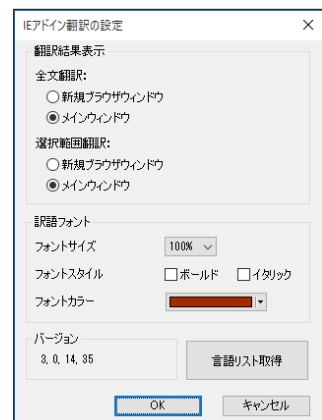 IEアドイン翻訳の設定
翻訳結果表示
全文翻訳:
新規ブラウザウィンドウ
メインウィンドウ
選択範囲翻訳:
新規ブラウザウィンドウ
メインウィンドウ
訳語フォント
フォントサイズ 100%
フォントスタイル ボールド イタリック
フォントカラー
バージョン
3, 0, 14, 35
言語リスト取得
OK キャンセル